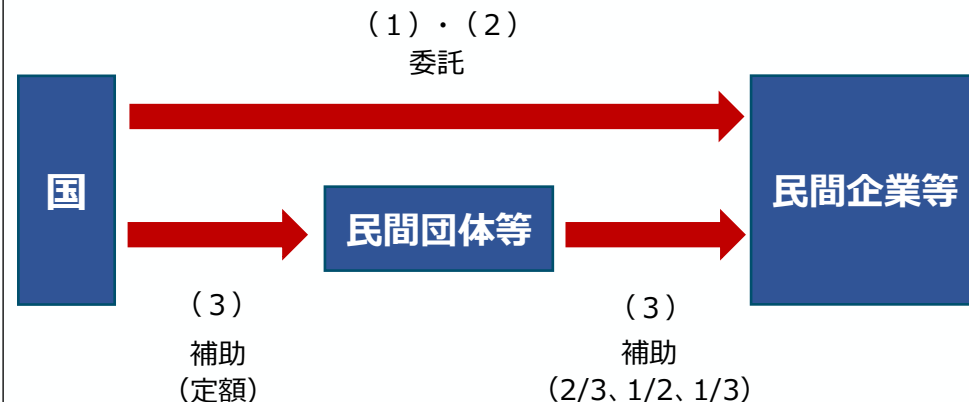 （１）・（２）
委託
国
民間団体等
民間企業等
（３）
補助
（定額）
（３）
補助
（2/3、1/2、1/3）